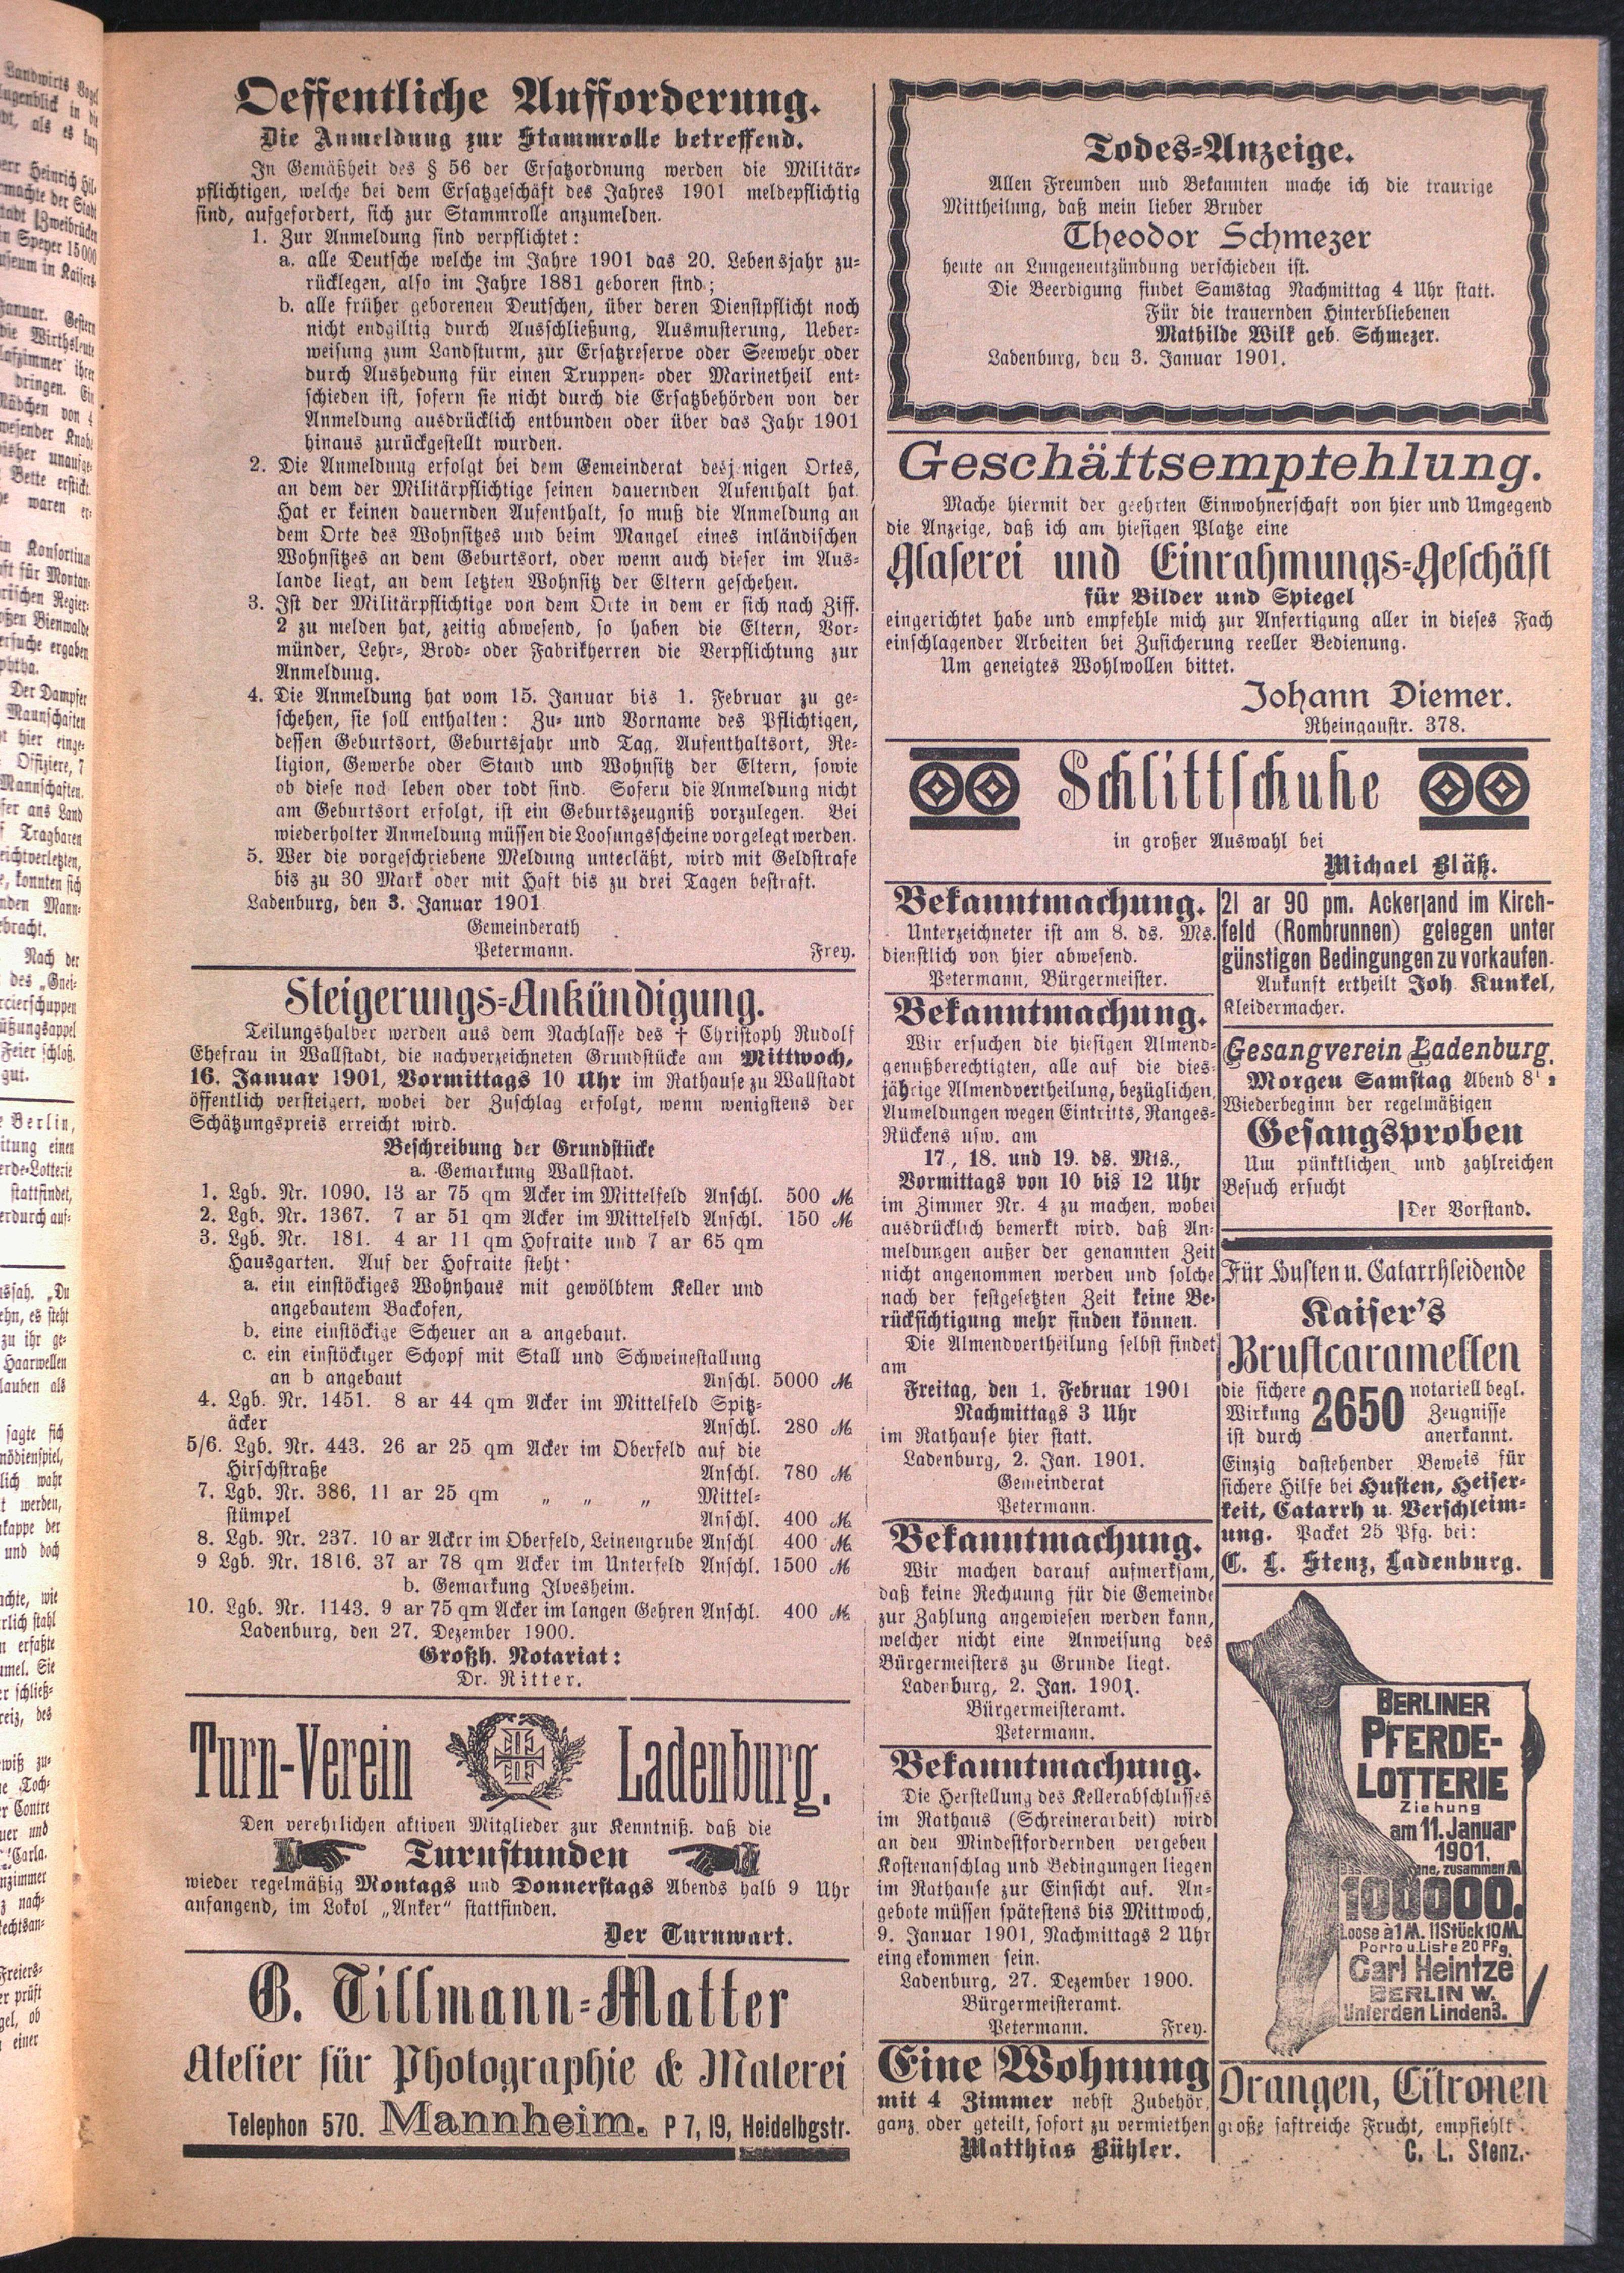 Oeffentliche Aufforderung.
Die Anmeldung zur Stammrolle betreffend.
In Gemäßheit des § 56 der Ersatzordnung werden die Militär-
pflichtigen, welche bei dem Ersatzgeschäft des Jahres 1901 meldepflichtig
sind, aufgefordert, sich zur Stammrolle anzumelden.
1. Zur Anmeldung sind verpflichtet:
a. alle Deutsche welche im Jahre 1901 das 20. Lebensjahr zu-
rücklegen, also im Jahre 1881 geboren sind;
b. alle früher geborenen Deutschen, über deren Dienstpflicht noch
nicht endgiltig durch Ausschließung, Ausmusterung, Ueber-
weisung zum Landsturm, zur Ersatzreserve oder Seewehr oder
durch Aushebung für einen Truppen- oder Marinetheil ent-
schieden ist, sofern sie nicht durch die Ersatzbehörden von der
Anmeldung ausdrücklich entbunden oder über das Jahr 1901
hinaus zurückgestellt wurden.
2. Die Anmeldung erfolgt bei dem Gemeinderat desjenigen Ortes,
an dem der Militärpflichtige seinen dauernden Aufenthalt hat.
Hat er keinen dauernden Aufenthalt, so muß die Anmeldung an
dem Orte des Wohnsitzes und beim Mangel eines inländischen
Wohnsitzes an dem Geburtsort, oder wenn auch dieser im Aus-
lande liegt, an dem letzten Wohnsitz der Eltern geschehen.
3. Ist der Militärpflichtige von dem Orte in dem er sich nach Ziff.
2 zu melden hat, zeitig abwesend, so haben die Eltern, Vor-
münder, Lehr-, Brod- oder Fabrikherren die Verpflichtung zur
Anmeldung.
4. Die Anmeldung hat vom 15. Januar bis 1. Februar zu ge-
schehen, sie soll enthalten: Zu- und Vorname des Pflichtigen,
dessen Geburtsort, Geburtsjahr und Tag, Aufenthaltsort, Re-
ligion, Gewerbe oder Stand und Wohnsitz der Eltern, sowie
ob diese noch leben oder todt sind. Sofern die Anmeldung nicht
am Geburtsort erfolgt, ist ein Geburtszeugniß vorzulegen. Bei
wiederholter Anmeldung müssen die Loosungsscheine vorgelegt werden.
5. Wer die vorgeschriebene Meldung unterläßt, wird mit Geldstrafe
bis zu 30 Mark oder mit Haft bis zu drei Tagen bestraft.
Ladenburg, den 3. Januar 1901.
Gemeinderath
Petermann. Frey.
Steigerungs-Ankündigung.
Teilungshalber werden aus dem Nachlasse des † Christoph Rudolf
Ehefrau in Wallstadt, die nachverzeichneten Grundstücke am Mittwoch,
16. Januar 1901, Vormittags 10 Uhr im Rathause zu Wallstadt
öffentlich versteigert, wobei der Zuschlag erfolgt, wenn wenigstens der
Schätzungspreis erreicht wird.
Beschreibung der Grundstücke
a. Gemarkung Wallstadt.
1. Lgb. Nr. 1090. 13 ar 75 qm Acker im Mittelfeld Anschl. 500 M
2. Lgb. Nr. 1367. 7 ar 51 qm Acker im Mittelfeld Anschl. 150 M
3. Lgb. Nr. 181. 4 ar 11 qm Hofraite und 7 ar 65 qm
Hausgarten. Auf der Hofraite steht:
a. ein einstöckiges Wohnhaus mit gewölbtem Keller und
angebautem Backofen,
b. eine einstöckige Scheuer an a angebaut.
c. ein einstöckiger Schopf mit Stall und Schweinestallung
an b angebaut Anschl. 5000 M
4. Lgb. Nr. 1451. 8 ar 44 qm Acker im Mittelfeld Spitz-
äcker Anschl. 280 M
5/6. Lgb. Nr. 443. 26 ar 25 qm Acker im Oberfeld auf die
Hirschstraße Anschl. 780 M
7. Lgb. Nr. 386, 11 ar 25 qm „ „ „ Mittel-
stümpel Anschl. 400 M
8. Lgb. Nr. 237. 10 ar Acker im Oberfeld, Leinengrube Anschl 400 M
9 Lgb. Nr. 1816. 37 ar 78 qm Acker im Unterfeld Anschl. 1500 M
b. Gemarkung Ilvesheim.
10. Lgb. Nr. 1143. 9 ar 75 qm Acker im langen Gehren Anschl. 400 M
Ladenburg, den 27. Dezember 1900.
Großh. Notariat:
Dr. Ritter.
Turn-Verein Ladenburg.
Den verehrlichen aktiven Mitglieder zur Kenntniß, daß die
Turnstunden
wieder regelmäßig Montags und Donnerstags Abends halb 9 Uhr
anfangend, im Lokol „Anker“ stattfinden.
Der Turnwart.
G. Tillmann-Matter
Atelier für Photographie & Malerei
Telephon 570. Mannheim. P 7, 19, Heidelbgstr.
Todes-Anzeige.
Allen Freunden und Bekannten mache ich die traurige
Mittheilung, daß mein lieber Bruder
Theodor Schmezer
heute an Lungenentzündung verschieden ist.
Die Beerdigung findet Samstag Nachmittag 4 Uhr statt.
Für die trauernden Hinterbliebenen
Mathilde Wilk geb. Schmezer.
Ladenburg, den 3. Januar 1901.
Geschäftsempfehlung.
Mache hiermit der geehrten Einwohnerschaft von hier und Umgegend
die Anzeige, daß ich am hiesigen Platze eine
Glaserei und Einrahmungs-Geschäft
für Bilder und Spiegel
eingerichtet habe und empfehle mich zur Anfertigung aller in dieses Fach
einschlagender Arbeiten bei Zusicherung reeller Bedienung.
Um geneigtes Wohlwollen bittet.
Johann Diemer.
Rheingaustr. 378.
Schlittschuhe
in großer Auswahl bei
Michael Bläß.
Bekanntmachung.
Unterzeichneter ist am 8. ds. Ms.
dienstlich von hier abwesend.
Petermann, Bürgermeister.
Bekanntmachung.
Wir ersuchen die hiesigen Almend-
genußberechtigten, alle auf die dies-
jährige Almendvertheilung, bezüglichen
Anmeldungen wegen Eintritts, Ranges-
Rückens usw. am
17., 18. und 19. ds. Mts.,
Vormittags von 10 bis 12 Uhr
im Zimmer Nr. 4 zu machen, wobei
ausdrücklich bemerkt wird, daß An-
meldungen außer der genannten Zeit
nicht angenommen werden und solche
nach der festgesetzten Zeit keine Be-
rücksichtigung mehr finden können.
Die Almendvertheilung selbst findet
am
Freitag, den 1. Februar 1901
Nachmittags 3 Uhr
im Rathause hier statt.
Ladenburg, 2. Jan. 1901.
Gemeinderat
Petermann.
Bekanntmachung.
Wir machen darauf aufmerksam,
daß keine Rechnung für die Gemeinde
zur Zahlung angewiesen werden kann,
welcher nicht eine Anweisung des
Bürgermeisters zu Grunde liegt.
Ladenburg, 2. Jan. 1901.
Bürgermeisteramt.
Petermann.
Bekanntmachung.
Die Herstellung des Kellerabschlusses
im Rathaus (Schreinerarbeit) wird
an den Mindestfordernden vergeben
Kostenanschlag und Bedingungen liegen
im Rathause zur Einsicht auf. An-
gebote müssen spätestens bis Mittwoch,
9. Januar 1901, Nachmittags 2 Uhr
eingekommen sein.
Ladenburg, 27. Dezember 1900.
Bürgermeisteramt.
Petermann. Frey.
Eine Wohnung
mit 4 Zimmer nebst Zubehör,
ganz oder geteilt, sofort zu vermiethen
Matthias Bühler.
21 ar 90 pm. Ackerland im Kirch-
feld (Rombrunnen) gelegen unter
günstigen Bedingungen zu vorkaufen.
Aukunft ertheilt Joh. Kunkel,
Kleidermacher.
Gesangverein Ladenburg.
Morgen Samstag Abend 8½
Wiederbeginn der regelmäßigen
Gesangsproben
Um pünktlichen und zahlreichen
Besuch ersucht
Der Vorstand.
Für Husten u. Catarrhleidende
Kaiser's
Brustcaramellen
die sichere 2650 notariell begl.
Wirkung Zeugnisse
ist durch anerkannt.
Einzig dastehender Beweis für
sichere Hilfe bei Husten, Heiser-
keit, Catarrh u. Verschleim-
ung. Packet 25 Pfg. bei:
C. L. Stenz, Ladenburg.
BERLINER
PFERDE-
LOTTERIE
Ziehung
am 11. Januar
1901.
zusammen M.
100000.
Loose à 1 M. 11 Stück 10 M.
Porto u. Liste 20 Pfg.
Carl Heintze
BERLIN W.
Unter den Linden 3.
Orangen, Citronen
große saftreiche Frucht, empfiehlt
C. L. Stenz.